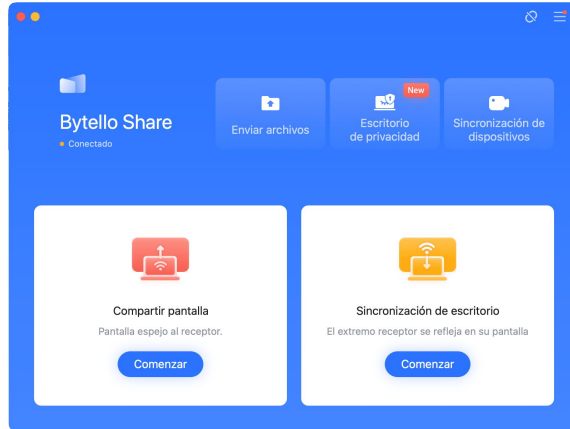 New
Bytello Share
Conectado
Enviar archivos
Escritorio
de privacidad
Sincronización de
dispositivos
Compartir pantalla
Pantalla espejo al receptor.
Comenzar
Sincronización de escritorio
El extremo receptor se refleja en su pantalla
Comenzar